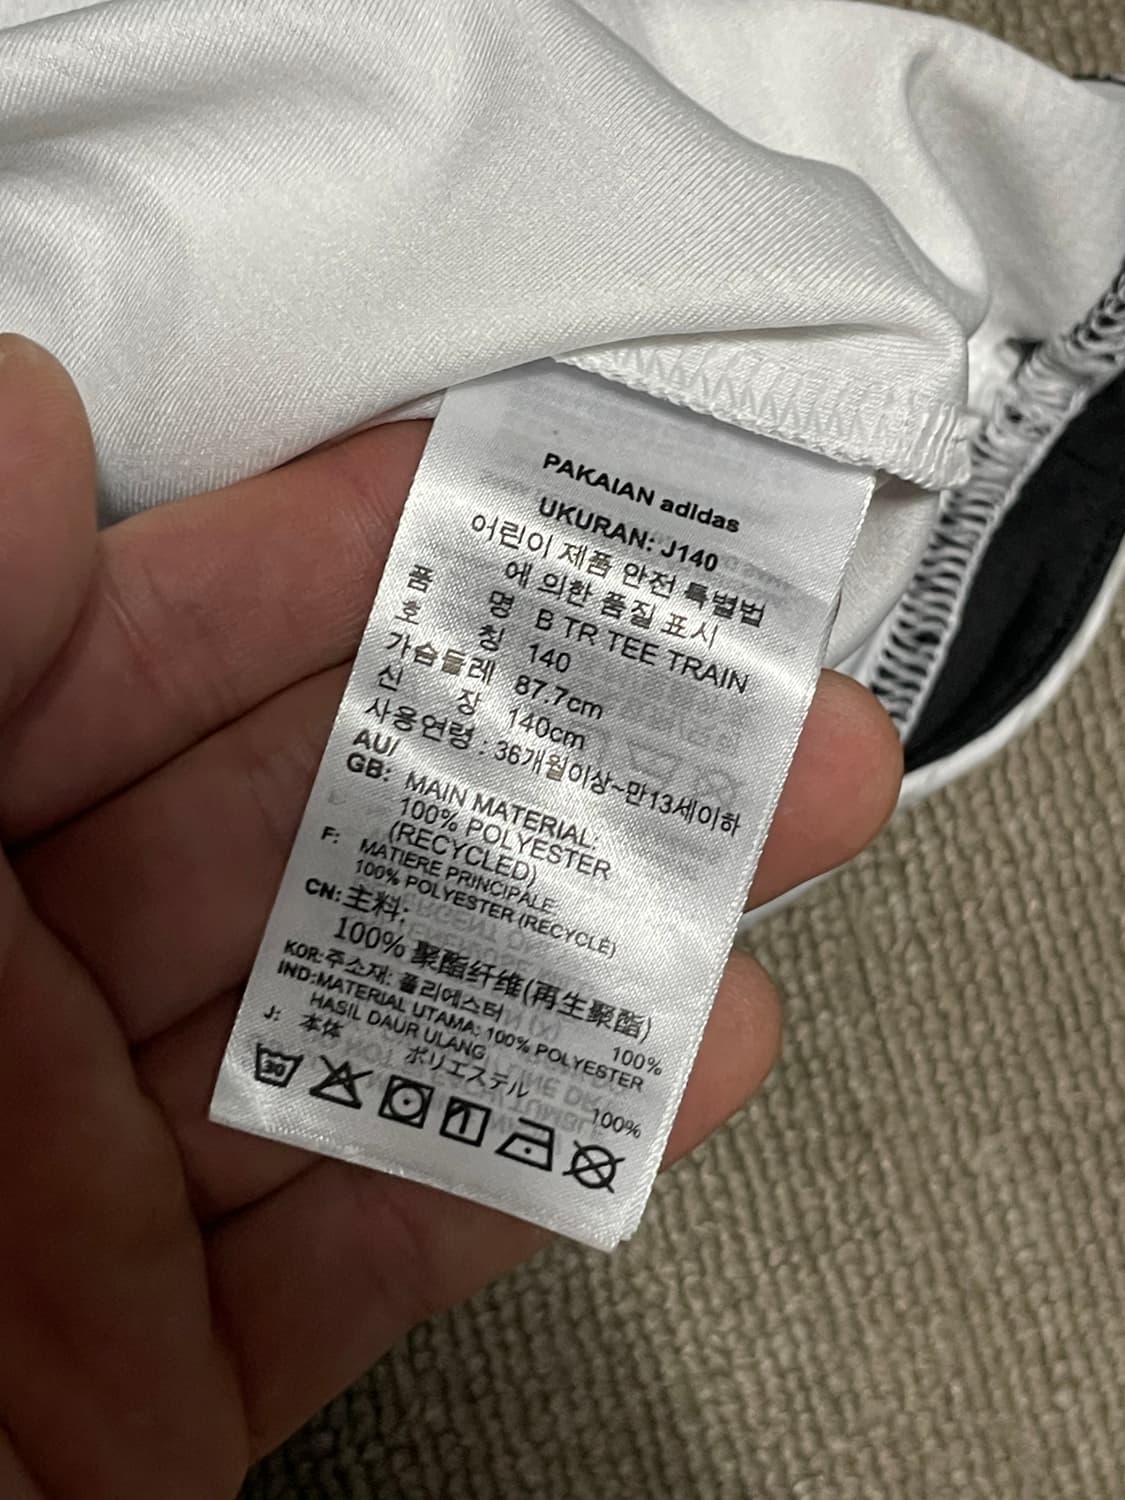 PAKAIAN adidas
UKURAN: J140
어린이 제품 안전 특별법
에 의한 품질 표시
품 명 B TR TEE TRAIN
호 칭 140
가슴둘레 87.7cm
신 장 140cm
사용연령 : 36개월이상~만13세이하
AU/
GB: MAIN MATERIAL:
100% POLYESTER
(RECYCLED)
F: MATIERE PRINCIPALE:
100% POLYESTER (RECYCLÉ)
CN: 主料:
100% 聚酯纤维(再生聚酯)
KOR: 주소재: 폴리에스터 100%
IND: MATERIAL UTAMA: 100% POLYESTER
HASIL DAUR ULANG
J: 本体 ポリエステル 100%
30